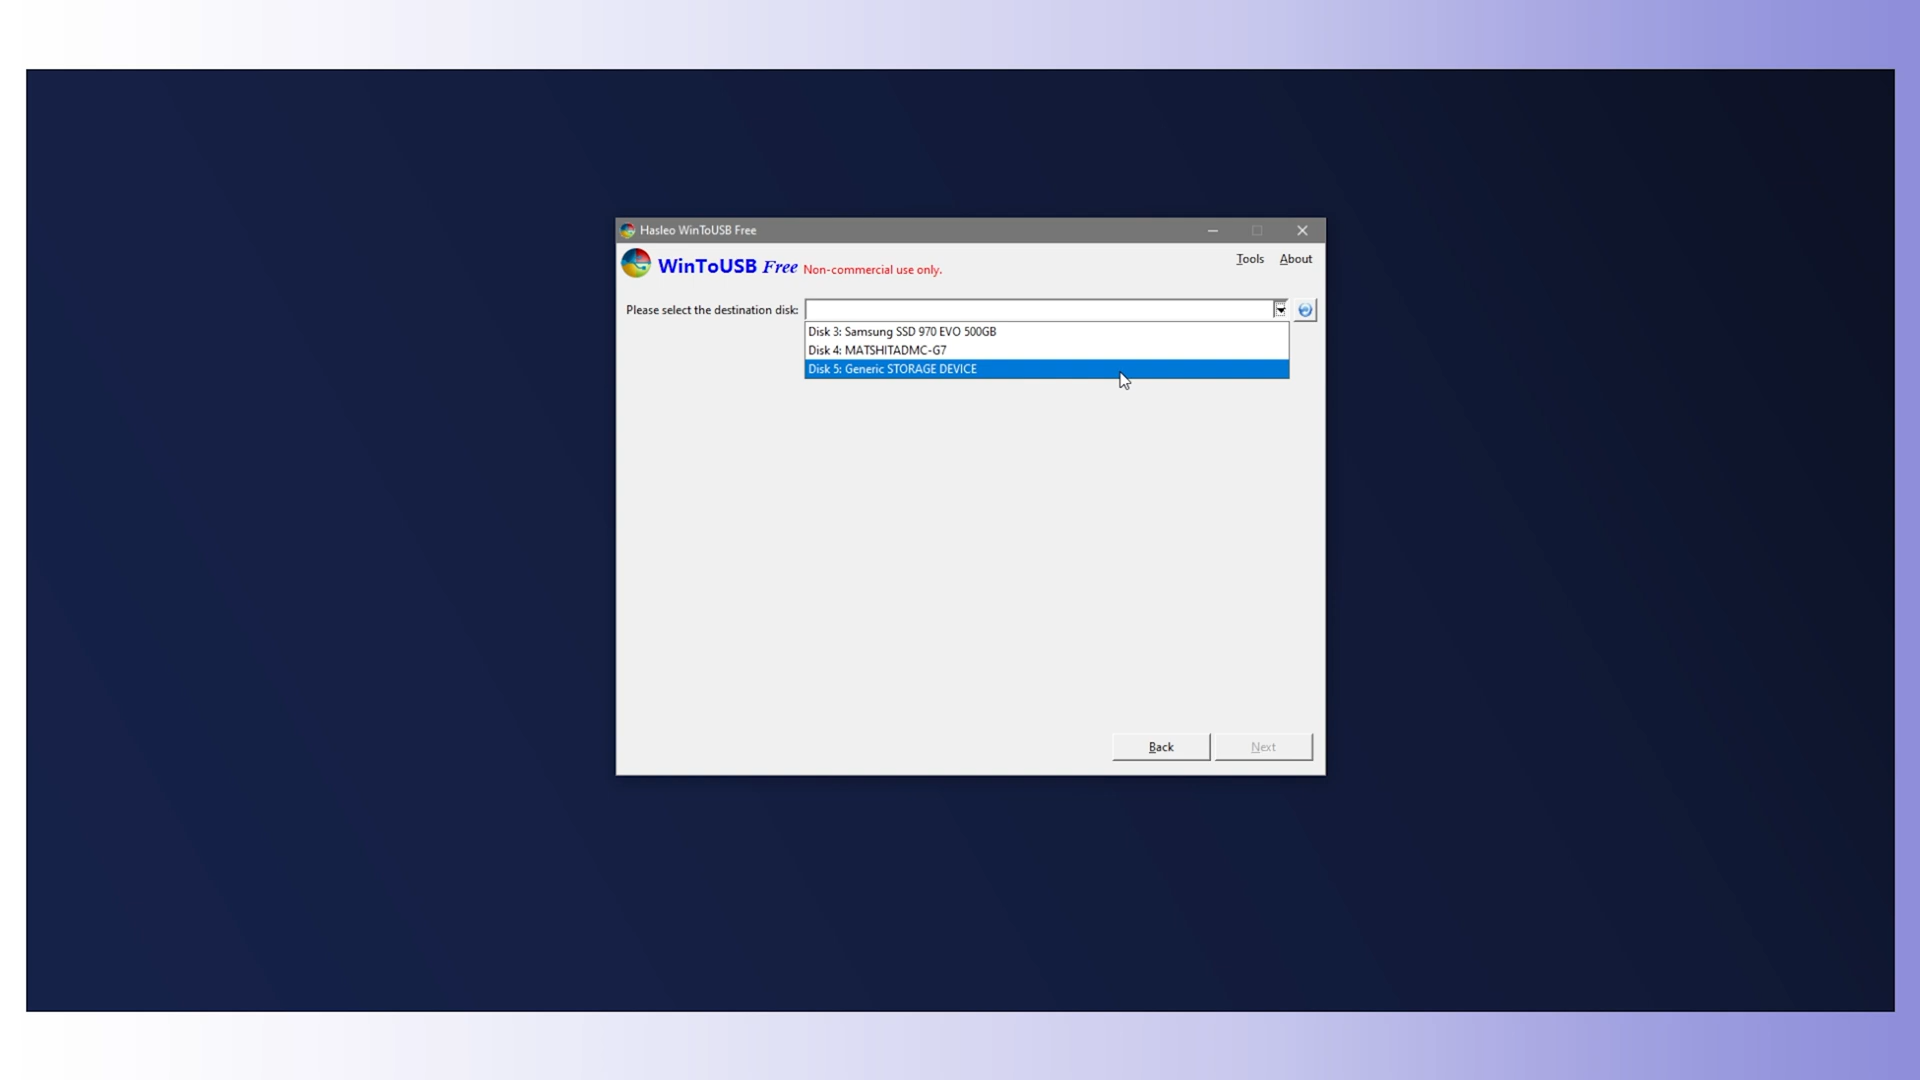 Hasleo WinToUSB Free
WinToUSB Free Non-commercial use only.
Tools About
Please select the destination disk:
Disk 3: Samsung SSD 970 EVO 500GB
Disk 4: MATSHITADMC-G7
Disk 5: Generic STORAGE DEVICE
Back Next